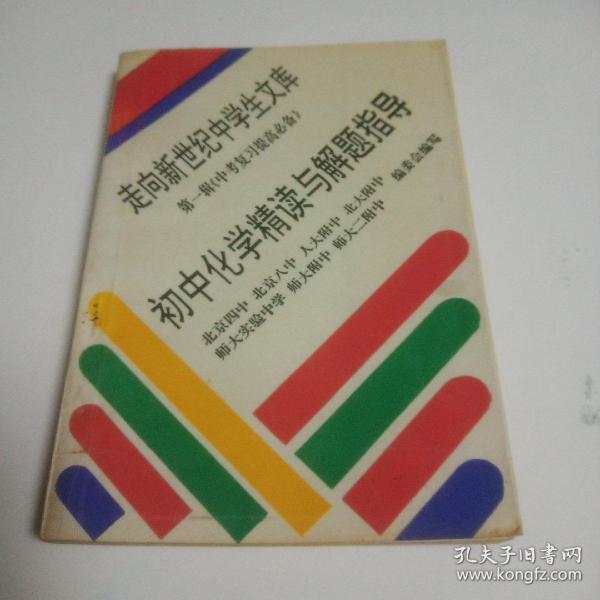 走向新世纪中学生文库
第一辑《中考复习提高必备》
初中化学精读与解题指导
北京四中 北京八中 人大附中 北大附中
师大实验中学 师大附中 师大二附中
编委会编写
孔夫子旧书网
www.kongfz.com